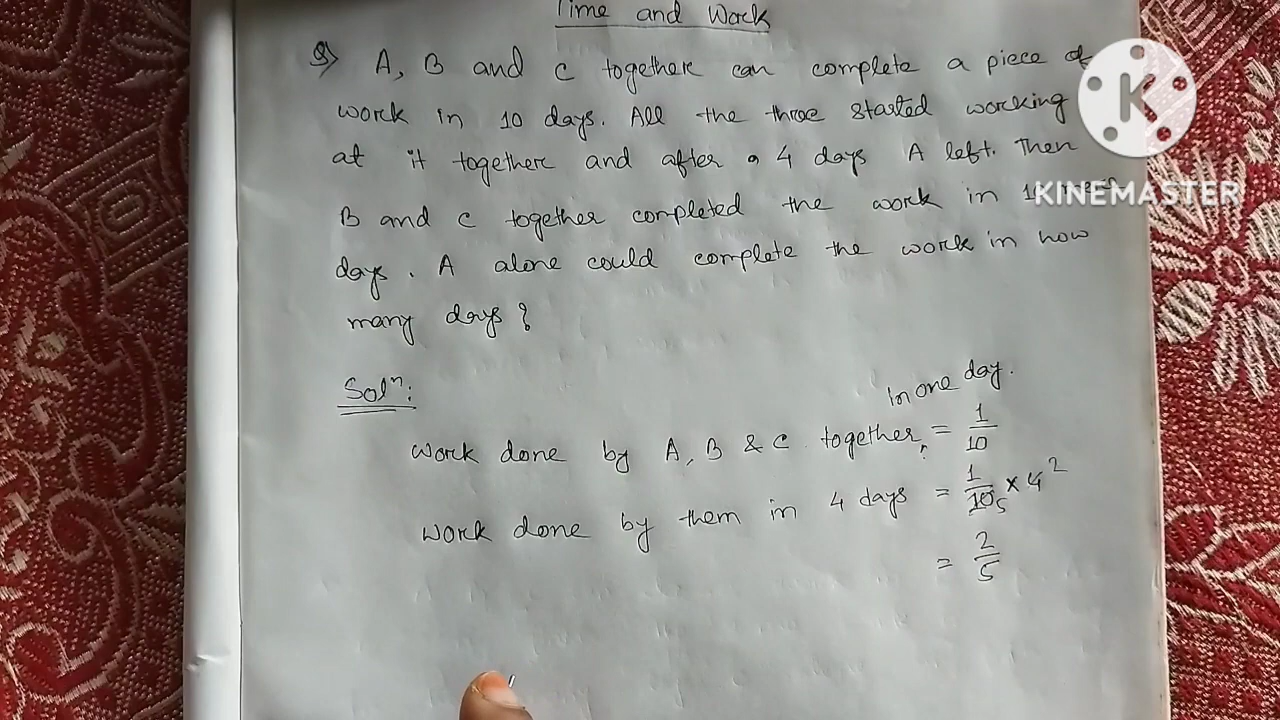 Time and Work
Q) A, B and C together can complete a piece of
work in 10 days. All the three started working
at it together and after 4 days A left. Then
B and C together completed the work in
days. A alone could complete the work in how
many days?
Solⁿ:
in one day.
Work done by A, B & C together = 1/10
Work done by them in 4 days = 1/10 5 × 4 2
= 2/5
K
KINEMASTER